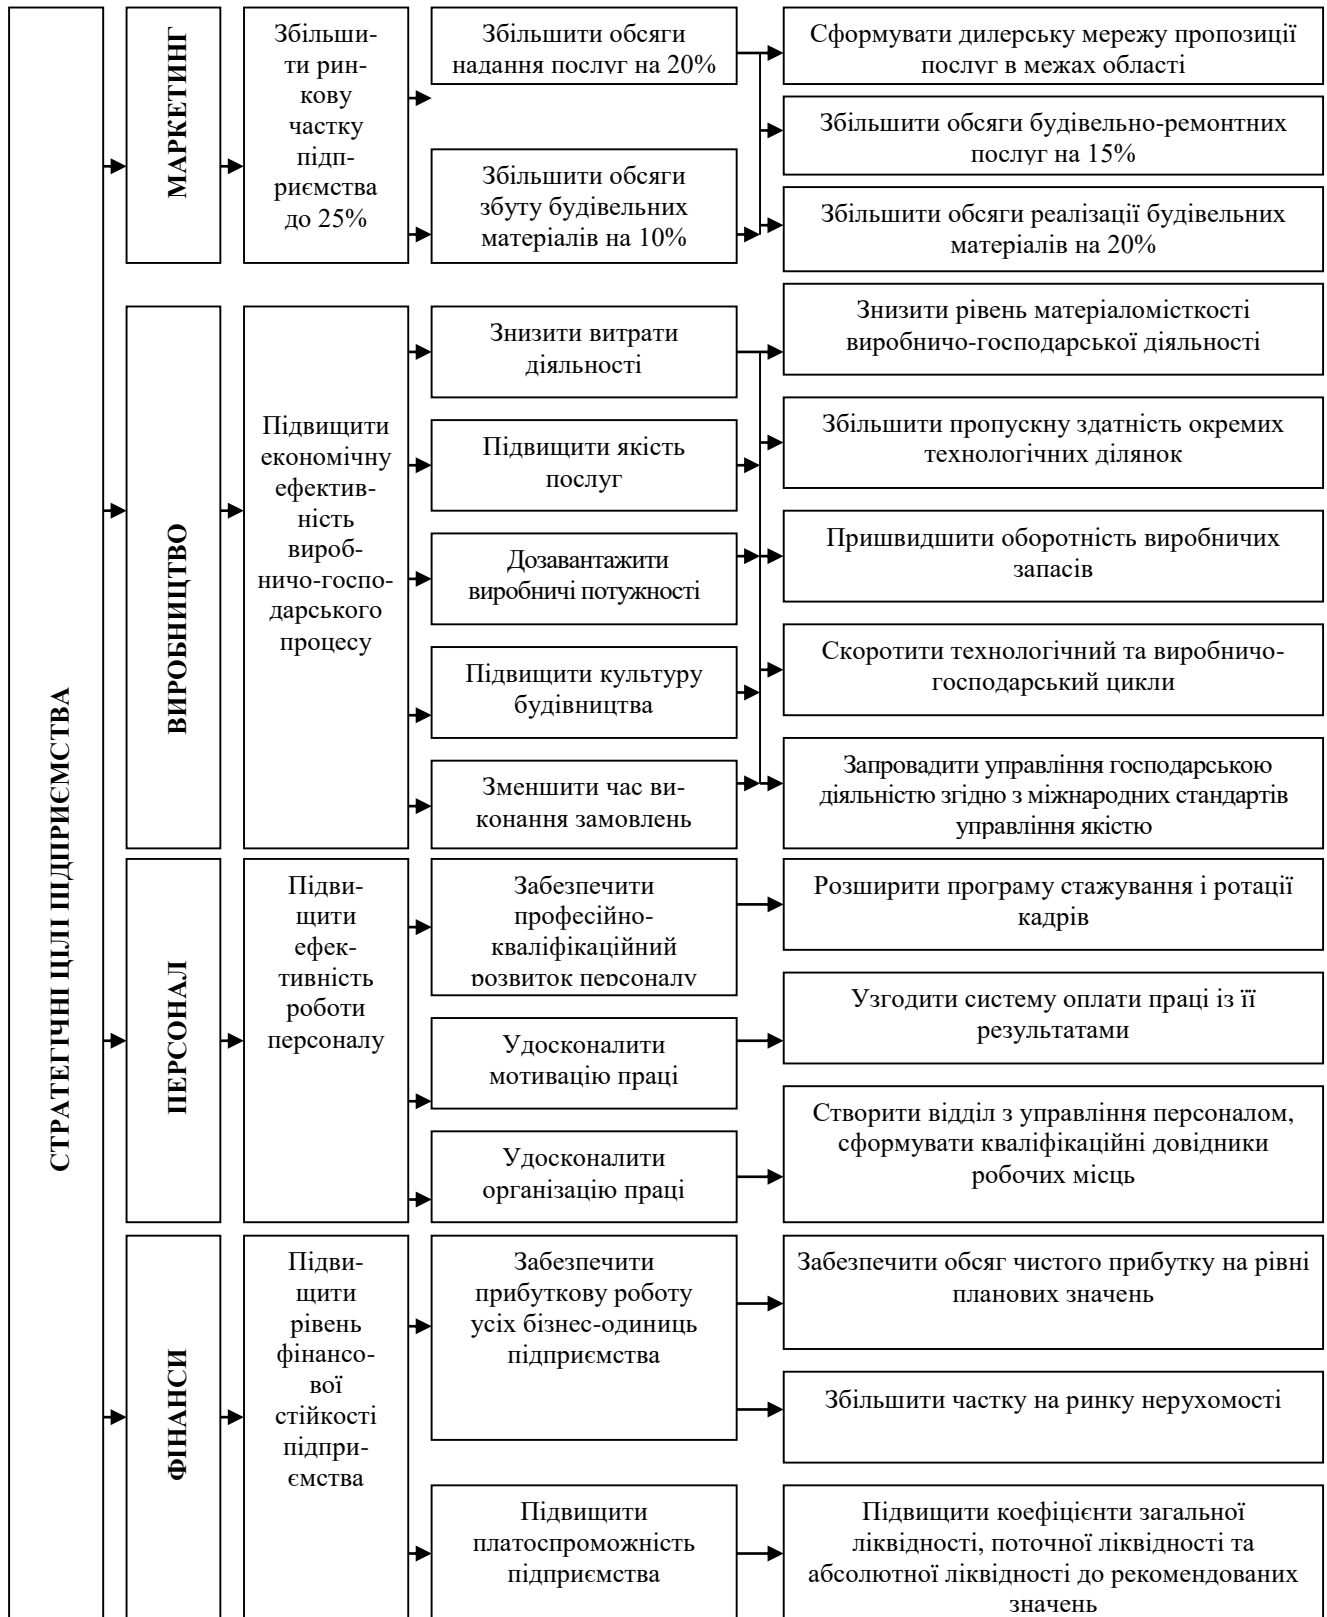 СТРАТЕГІЧНІ ЦІЛІ ПІДПРИЄМСТВА
МАРКЕТИНГ
Збільши-
ти рин-
кову
частку
підп-
риємства
до 25%
Збільшити обсяги
надання послуг на 20%
Збільшити обсяги
збуту будівельних
матеріалів на 10%
Сформувати дилерську мережу пропозиції
послуг в межах області
Збільшити обсяги будівельно-ремонтних
послуг на 15%
Збільшити обсяги реалізації будівельних
матеріалів на 20%
ВИРОБНИЦТВО
Підвищити
економічну
ефектив-
ність
вироб-
ничо-госпо-
дарського
процесу
Знизити витрати
діяльності
Підвищити якість
послуг
Дозавантажити
виробничі потужності
Підвищити культуру
будівництва
Зменшити час ви-
конання замовлень
Знизити рівень матеріаломісткості
виробничо-господарської діяльності
Збільшити пропускну здатність окремих
технологічних ділянок
Пришвидшити оборотність виробничих
запасів
Скоротити технологічний та виробничо-
господарський цикли
Запровадити управління господарською
діяльністю згідно з міжнародних стандартів
управління якістю
ПЕРСОНАЛ
Підви-
щити
ефек-
тивність
роботи
персоналу
Забезпечити
професійно-
кваліфікаційний
розвиток персоналу
Удосконалити
мотивацію праці
Удосконалити
організацію праці
Розширити програму стажування і ротації
кадрів
Узгодити систему оплати праці із її
результатами
Створити відділ з управління персоналом,
сформувати кваліфікаційні довідники
робочих місць
ФІНАНСИ
Підви-
щити
рівень
фінансо-
вої
стійкості
підпри-
ємства
Забезпечити
прибуткову роботу
усіх бізнес-одиниць
підприємства
Підвищити
платоспроможність
підприємства
Забезпечити обсяг чистого прибутку на рівні
планових значень
Збільшити частку на ринку нерухомості
Підвищити коефіцієнти загальної
ліквідності, поточної ліквідності та
абсолютної ліквідності до рекомендованих
значень